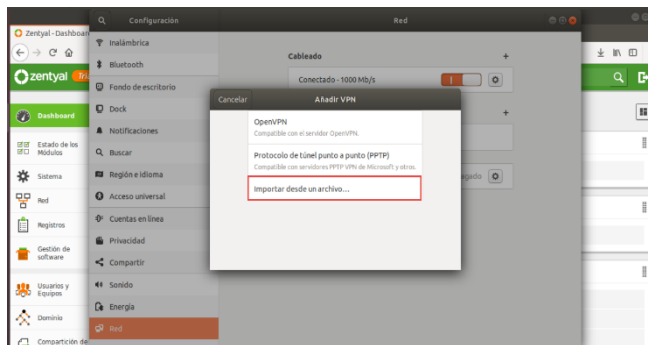 Configuración
Red
Zentyal - Dashboar
zentyal
Dashboard
Estado de los
Módulos
Sistema
Red
Registros
Gestión de
software
Usuarios y
Equipos
Dominio
Compartición de
Inalámbrica
Bluetooth
Fondo de escritorio
Dock
Notificaciones
Buscar
Región e idioma
Acceso universal
Cuentas en línea
Privacidad
Compartir
Sonido
Energía
Red
Cableado
+
Conectado - 1000 Mb/s
+
agado
Cancelar
Añadir VPN
OpenVPN
Compatible con el servidor OpenVPN.
Protocolo de túnel punto a punto (PPTP)
Compatible con servidores PPTP VPN de Microsoft y otros.
Importar desde un archivo...